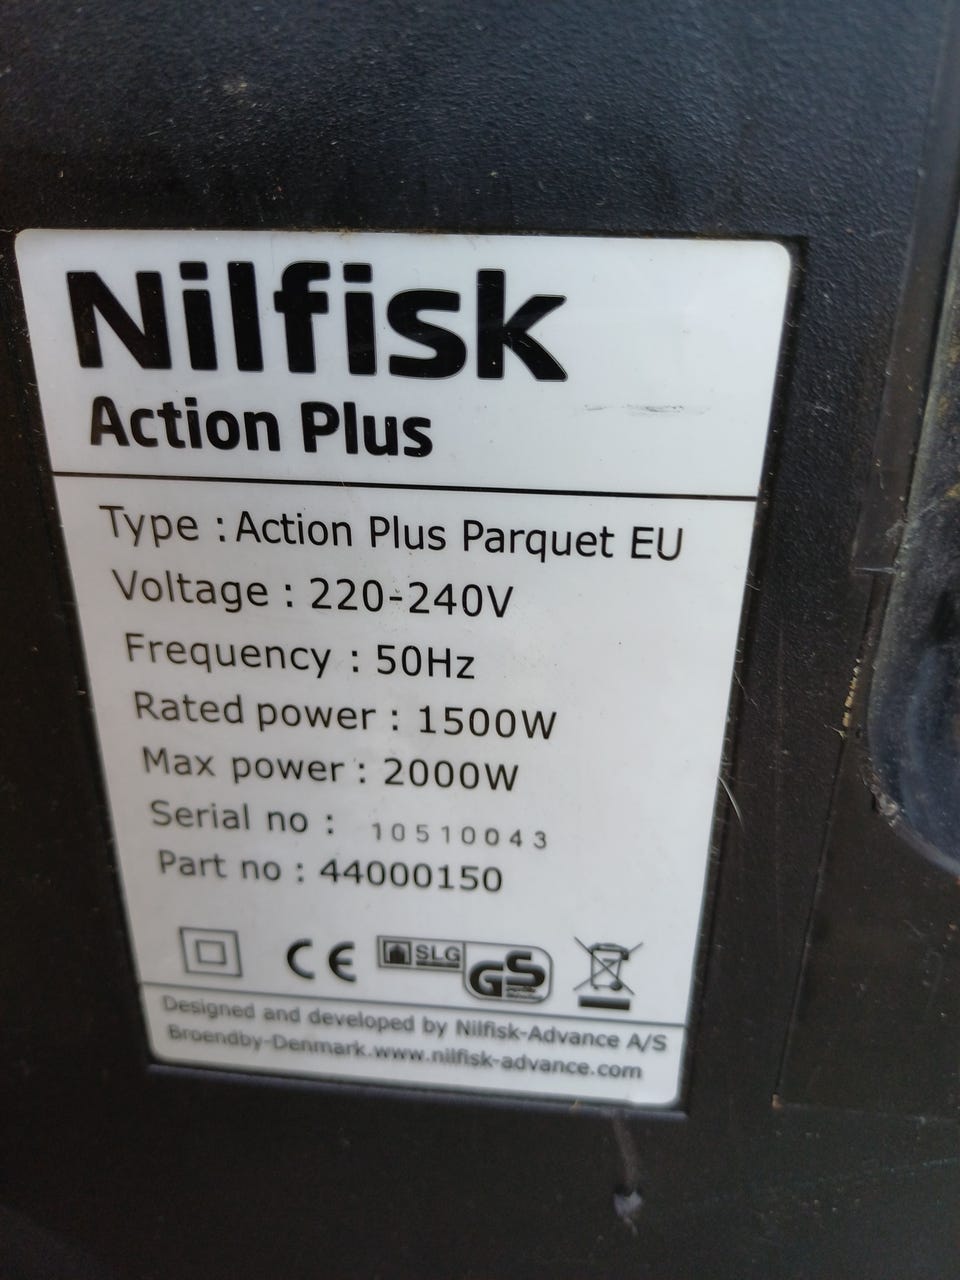 Nilfisk
Action Plus
Type : Action Plus Parquet EU
Voltage : 220-240V
Frequency : 50Hz
Rated power : 1500W
Max power : 2000W
Serial no : 10510043
Part no : 44000150
CE SLG GS
Designed and developed by Nilfisk-Advance A/S
Broendby-Denmark.www.nilfisk-advance.com